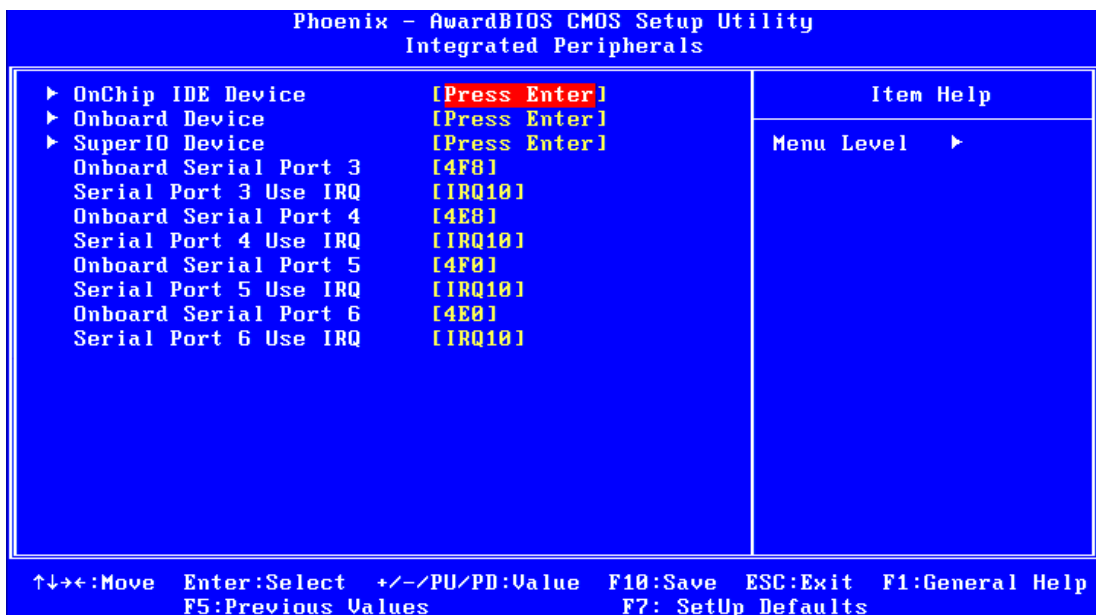 Phoenix - AwardBIOS CMOS Setup Utility
Integrated Peripherals
► OnChip IDE Device [Press Enter]
► Onboard Device [Press Enter]
► SuperIO Device [Press Enter]
Onboard Serial Port 3 [4F8]
Serial Port 3 Use IRQ [IRQ10]
Onboard Serial Port 4 [4E8]
Serial Port 4 Use IRQ [IRQ10]
Onboard Serial Port 5 [4F0]
Serial Port 5 Use IRQ [IRQ10]
Onboard Serial Port 6 [4E0]
Serial Port 6 Use IRQ [IRQ10]
Item Help
Menu Level ►
↑↓→←:Move Enter:Select +/-/PU/PD:Value F10:Save ESC:Exit F1:General Help
F5:Previous Values F7: SetUp Defaults